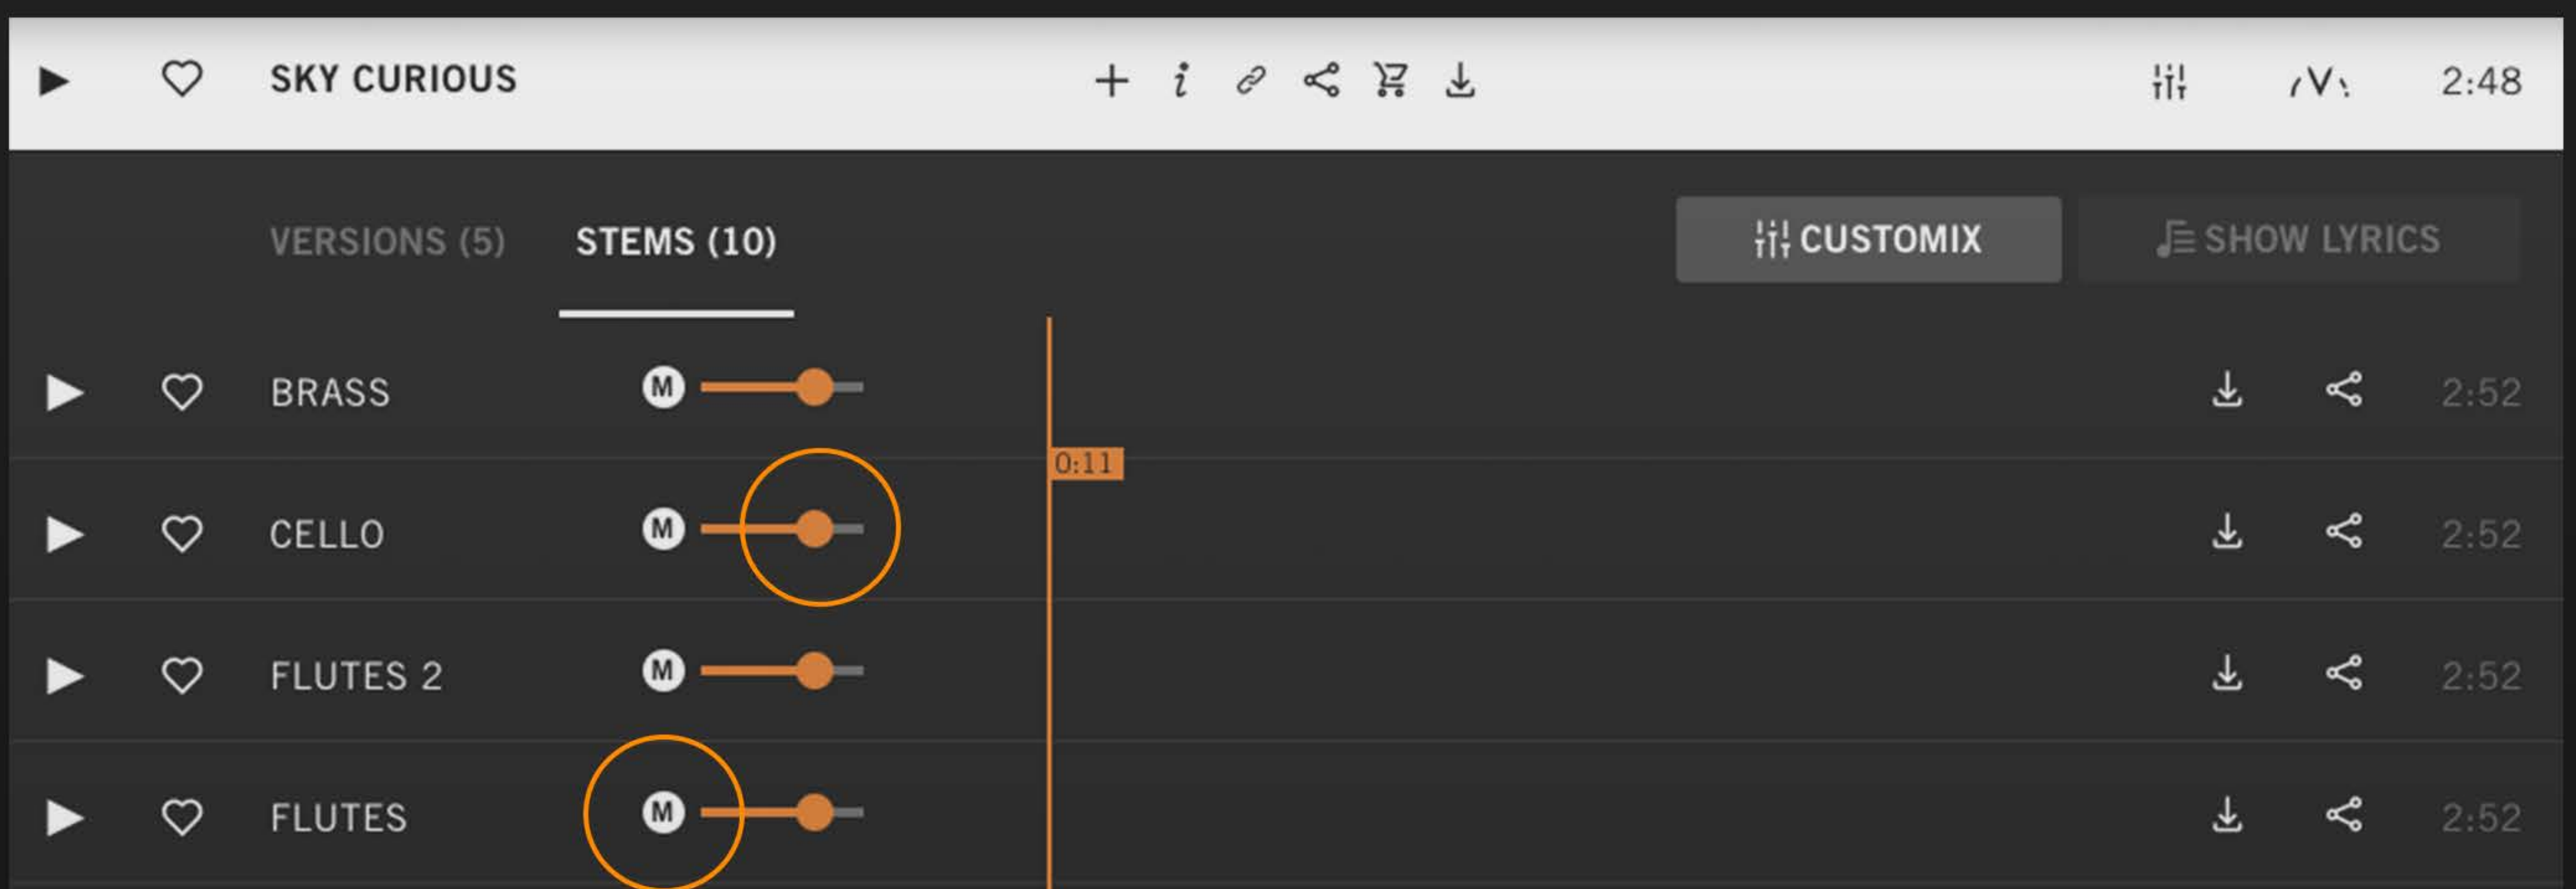 SKY CURIOUS 2:48
VERSIONS (5) STEMS (10) CUSTOMIX SHOW LYRICS
BRASS M 2:52
0:11
CELLO M 2:52
FLUTES 2 M 2:52
FLUTES M 2:52